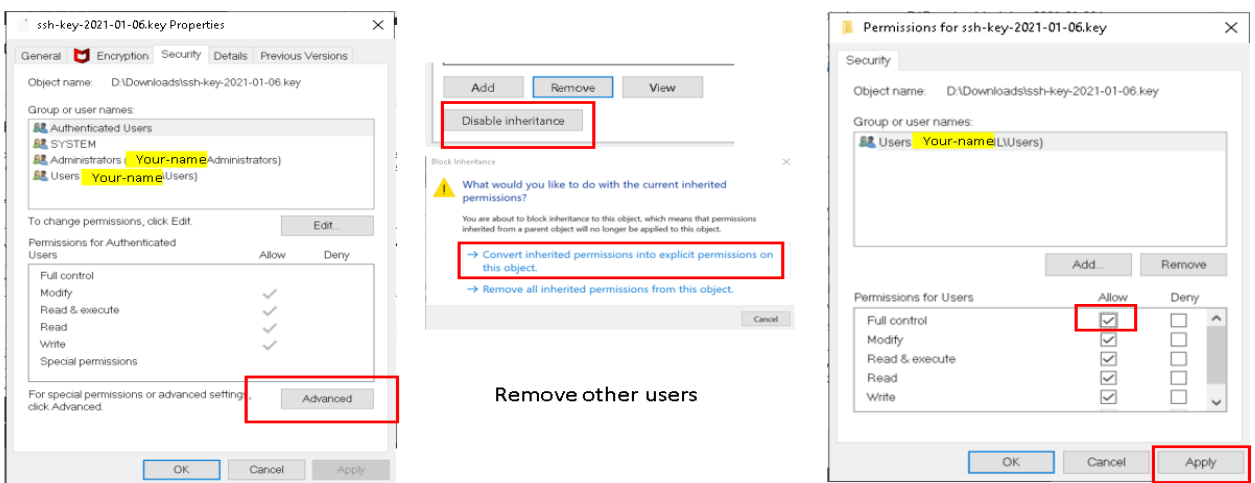 ssh-key-2021-01-06.key Properties
General Encryption Security Details Previous Versions
Object name: D:\Downloads\ssh-key-2021-01-06.key
Group or user names:
Authenticated Users
SYSTEM
Administrators ( Your-name Administrators)
Users Your-name \Users)
To change permissions, click Edit.
Edit...
Permissions for Authenticated
Users Allow Deny
Full control
Modify
Read & execute
Read
Write
Special permissions
For special permissions or advanced settings,
click Advanced.
Advanced
OK Cancel Apply
Add Remove View
Disable inheritance
Block Inheritance
What would you like to do with the current inherited
permissions?
You are about to block inheritance to this object, which means that permissions
inherited from a parent object will no longer be applied to this object.
→ Convert inherited permissions into explicit permissions on
this object.
→ Remove all inherited permissions from this object.
Cancel
Remove other users
Permissions for ssh-key-2021-01-06.key
Security
Object name: D:\Downloads\ssh-key-2021-01-06.key
Group or user names:
Users Your-name L\Users)
Add... Remove
Permissions for Users Allow Deny
Full control
Modify
Read & execute
Read
Write
OK Cancel Apply